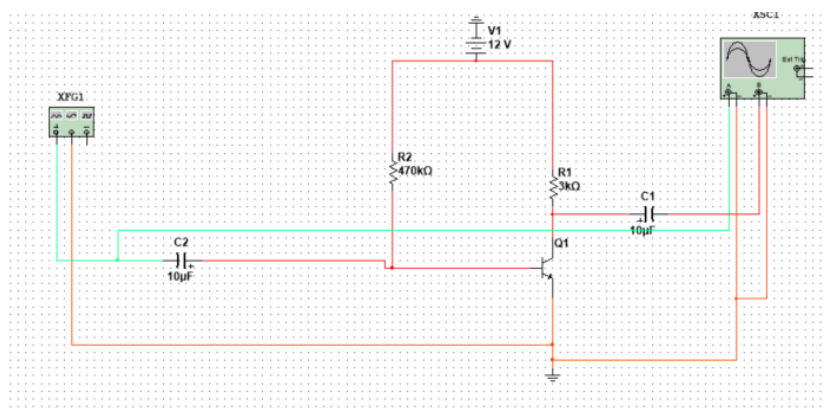 XSC1
V1
12 V
Ext Trig
XFG1
A
B
R2
470kΩ
R1
3kΩ
C1
10µF
C2
10µF
Q1